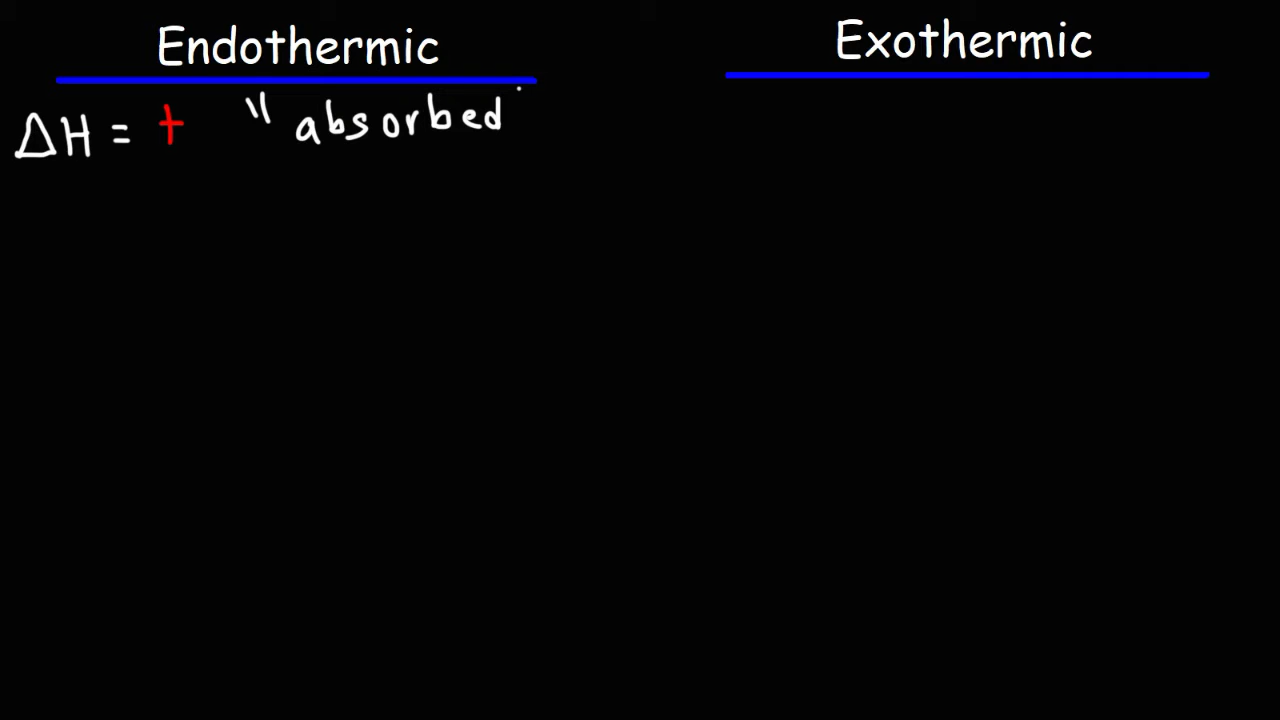 Endothermic
Exothermic
ΔH = + "absorbed